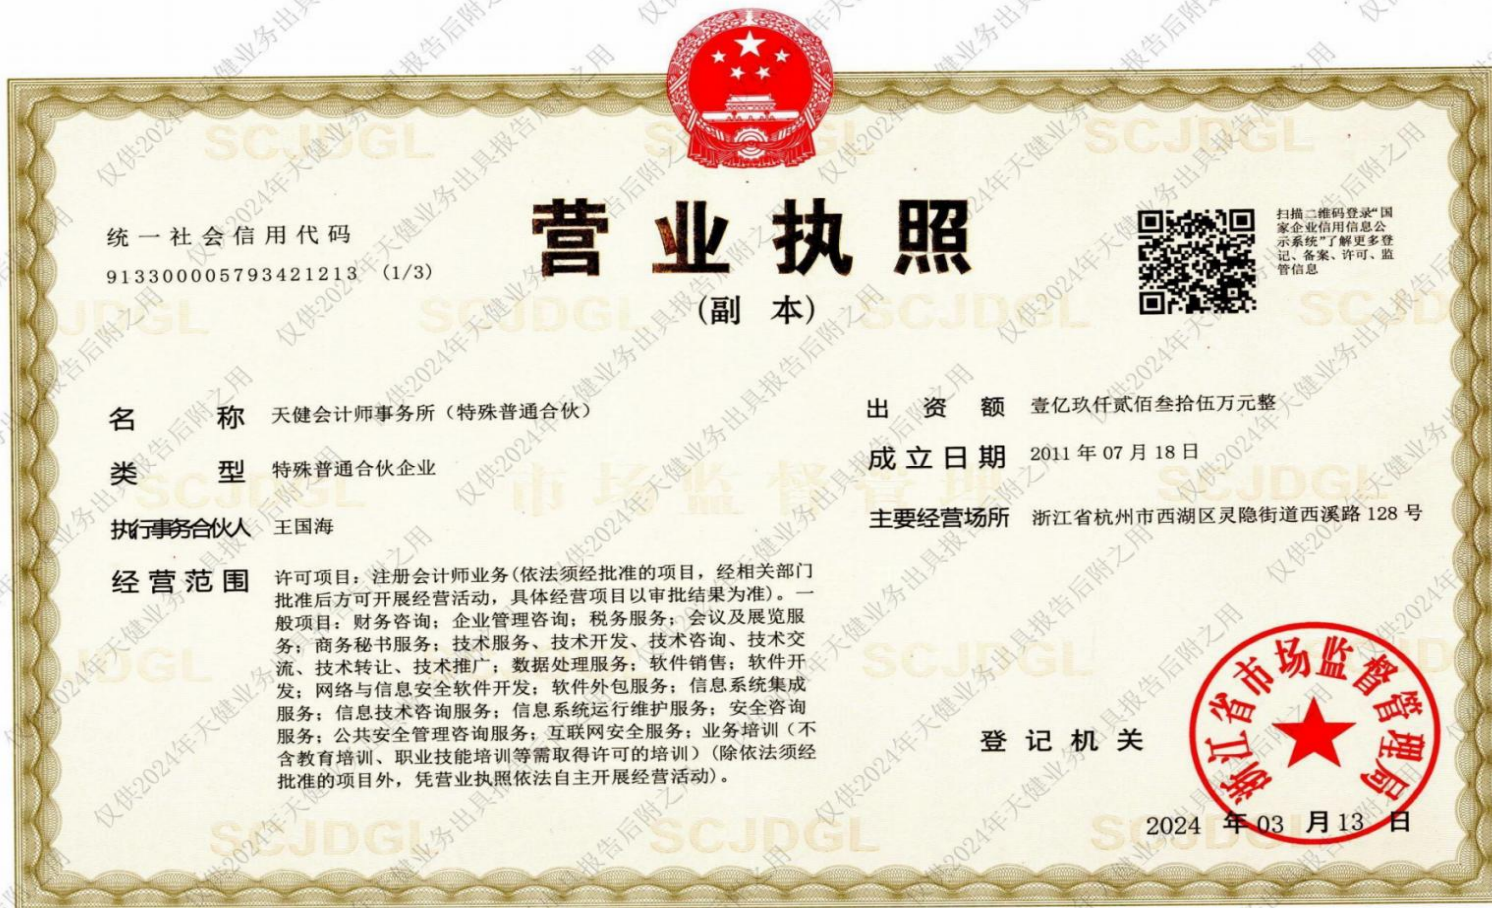 营业执照
(副 本)
统一社会信用代码
913300005793421213 (1/3)
扫描二维码登录“国
家企业信用信息公
示系统”了解更多登
记、备案、许可、监
管信息
名 称 天健会计师事务所（特殊普通合伙）
类 型 特殊普通合伙企业
执行事务合伙人 王国海
经营范围 许可项目：注册会计师业务(依法须经批准的项目，经相关部门
批准后方可开展经营活动，具体经营项目以审批结果为准)。一
般项目：财务咨询；企业管理咨询；税务服务；会议及展览服
务；商务秘书服务；技术服务、技术开发、技术咨询、技术交
流、技术转让、技术推广；数据处理服务；软件销售；软件开
发；网络与信息安全软件开发；软件外包服务；信息系统集成
服务；信息技术咨询服务；信息系统运行维护服务；安全咨询
服务；公共安全管理咨询服务；互联网安全服务；业务培训（不
含教育培训、职业技能培训等需取得许可的培训）(除依法须经
批准的项目外，凭营业执照依法自主开展经营活动)。
出 资 额 壹亿玖仟贰佰叁拾伍万元整
成立日期 2011 年 07 月 18 日
主要经营场所 浙江省杭州市西湖区灵隐街道西溪路 128 号
登记机关
浙江省市场监督管理局
2024 年 03 月 13 日
SCJDGL
市场监督管理
仅供2024年天健业务出具报告后附之用